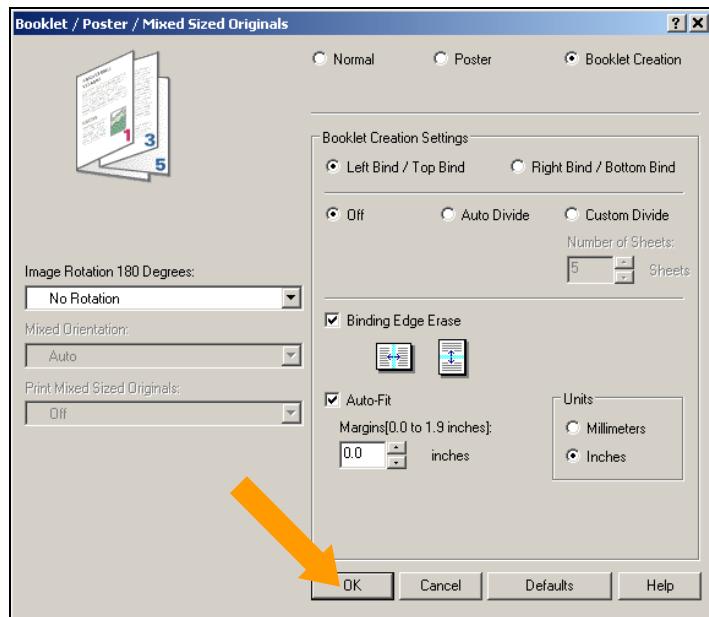 Booklet / Poster / Mixed Sized Originals
Normal Poster Booklet Creation
1 3 5
Booklet Creation Settings
Left Bind / Top Bind Right Bind / Bottom Bind
Off Auto Divide Custom Divide
Number of Sheets:
5 Sheets
Image Rotation 180 Degrees:
No Rotation
Mixed Orientation:
Auto
Print Mixed Sized Originals:
Off
Binding Edge Erase
Auto-Fit
Margins[0.0 to 1.9 inches]:
0.0 inches
Units
Millimeters
Inches
OK Cancel Defaults Help